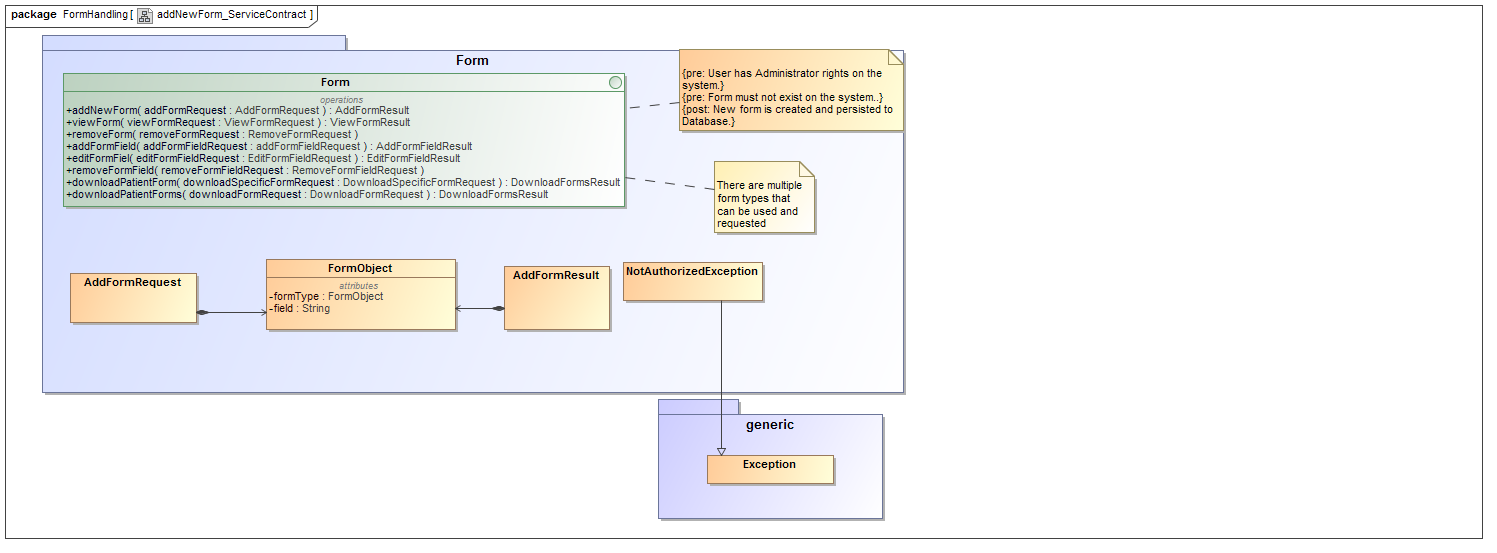 package FormHandling[ addNewForm_ServiceContract ]
Form
Form
operations
+addNewForm( addFormRequest : AddFormRequest ) : AddFormResult
+viewForm( viewFormRequest : ViewFormRequest ) : ViewFormResult
+removeForm( removeFormRequest : RemoveFormRequest )
+addFormField( addFormFieldRequest : addFormFieldRequest ) : AddFormFieldResult
+editFormFiel( editFormFieldRequest : EditFormFieldRequest ) : EditFormFieldResult
+removeFormField( removeFormFieldRequest : RemoveFormFieldRequest )
+downloadPatientForm( downloadSpecificFormRequest : DownloadSpecificFormRequest ) : DownloadFormsResult
+downloadPatientForms( downloadFormRequest : DownloadFormRequest ) : DownloadFormsResult
{pre: User has Administrator rights on the
system.}
{pre: Form must not exist on the system..}
{post: New form is created and persisted to
Database.}
There are multiple
form types that
can be used and
requested
AddFormRequest
FormObject
attributes
-formType : FormObject
-field : String
AddFormResult
NotAuthorizedException
generic
Exception